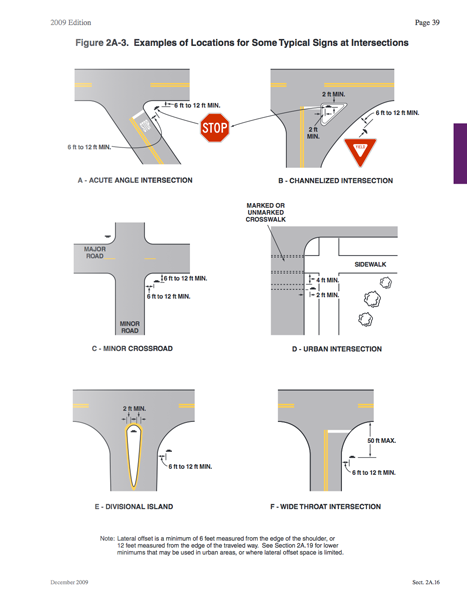 2009 Edition
Page 39
Figure 2A-3. Examples of Locations for Some Typical Signs at Intersections
2 ft MIN.
6 ft to 12 ft MIN.
6 ft to 12 ft MIN.
STOP
2 ft
MIN.
YIELD
6 ft to 12 ft MIN.
A - ACUTE ANGLE INTERSECTION
B - CHANNELIZED INTERSECTION
MARKED OR
UNMARKED
CROSSWALK
MAJOR
ROAD
SIDEWALK
6 ft to 12 ft MIN.
4 ft MIN.
6 ft to 12 ft MIN.
2 ft MIN.
MINOR
ROAD
C - MINOR CROSSROAD
D - URBAN INTERSECTION
2 ft MIN.
50 ft MAX.
6 ft to 12 ft MIN.
6 ft to 12 ft MIN.
E - DIVISIONAL ISLAND
F - WIDE THROAT INTERSECTION
Note: Lateral offset is a minimum of 6 feet measured from the edge of the shoulder, or
12 feet measured from the edge of the traveled way. See Section 2A.19 for lower
minimums that may be used in urban areas, or where lateral offset space is limited.
December 2009
Sect. 2A.16